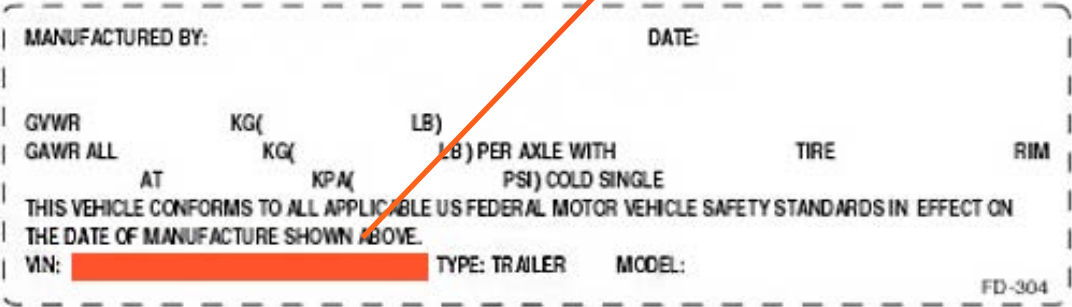 MANUFACTURED BY: DATE:
GVWR KG( LB)
GAWR ALL KG( LB) PER AXLE WITH TIRE RIM
AT KPA( PSI) COLD SINGLE
THIS VEHICLE CONFORMS TO ALL APPLICABLE US FEDERAL MOTOR VEHICLE SAFETY STANDARDS IN EFFECT ON
THE DATE OF MANUFACTURE SHOWN ABOVE.
VIN: TYPE: TRAILER MODEL:
FD-304